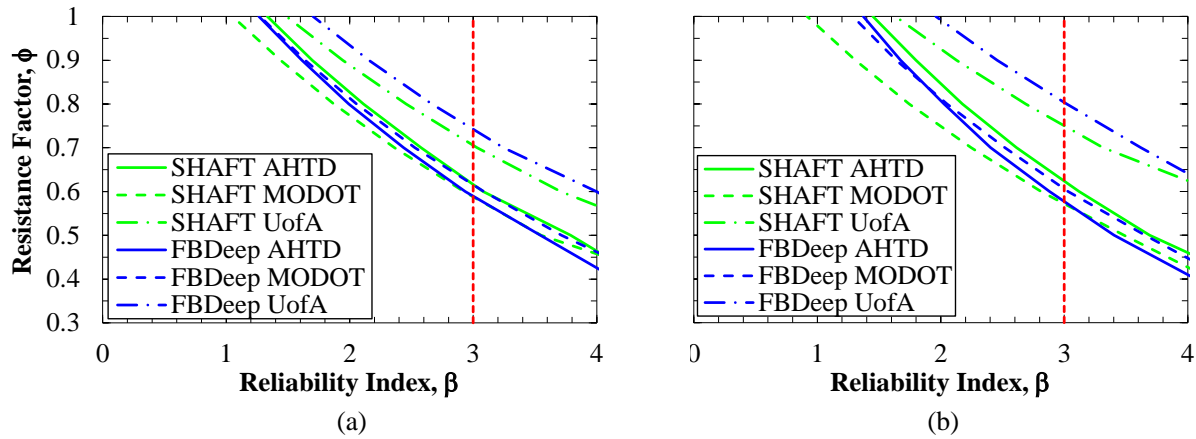 1
0.9
0.8
0.7
0.6
0.5
0.4
0.3
Resistance Factor, ϕ
SHAFT AHTD
SHAFT MODOT
SHAFT UofA
FBDeep AHTD
FBDeep MODOT
FBDeep UofA
0 1 2 3 4
Reliability Index, β
(a)
SHAFT AHTD
SHAFT MODOT
SHAFT UofA
FBDeep AHTD
FBDeep MODOT
FBDeep UofA
0 1 2 3 4
Reliability Index, β
(b)